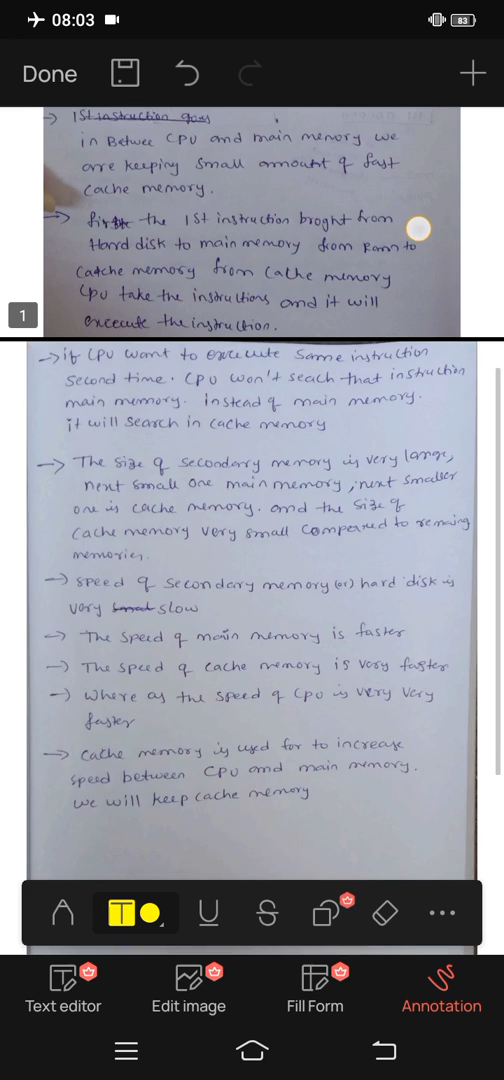 08:03
83
Done
→ 1st instruction goes
in Betwee CPU and main menory we
are keeping small amount of fast
cache memory.
→ first the 1st instruction broght from
Hard disk to main memory from Ram to
Catche memory from Cache memory
Cpu take the instructions and it will
excecute the instruction.
1
→ if CPU want to excecute same instruction
second time. CPU won't seach that instruction
main memory. instead of main memory.
it will search in cache memory
→ The size of secondary memory is very large,
next small one main memory, next smaller
one is cache memory. and the size of
cache memory very small compered to remaing
memories.
→ speed of secondary memory (or) hard disk is
very small slow
→ The speed of main memory is faster
→ The speed of cache memory is very faster
→ where as the speed of CPU is very very
faster
→ cache memory is used for to increase
speed between CPU and main memory.
we will keep cache memory
T
U
S
Text editor
Edit image
Fill Form
Annotation